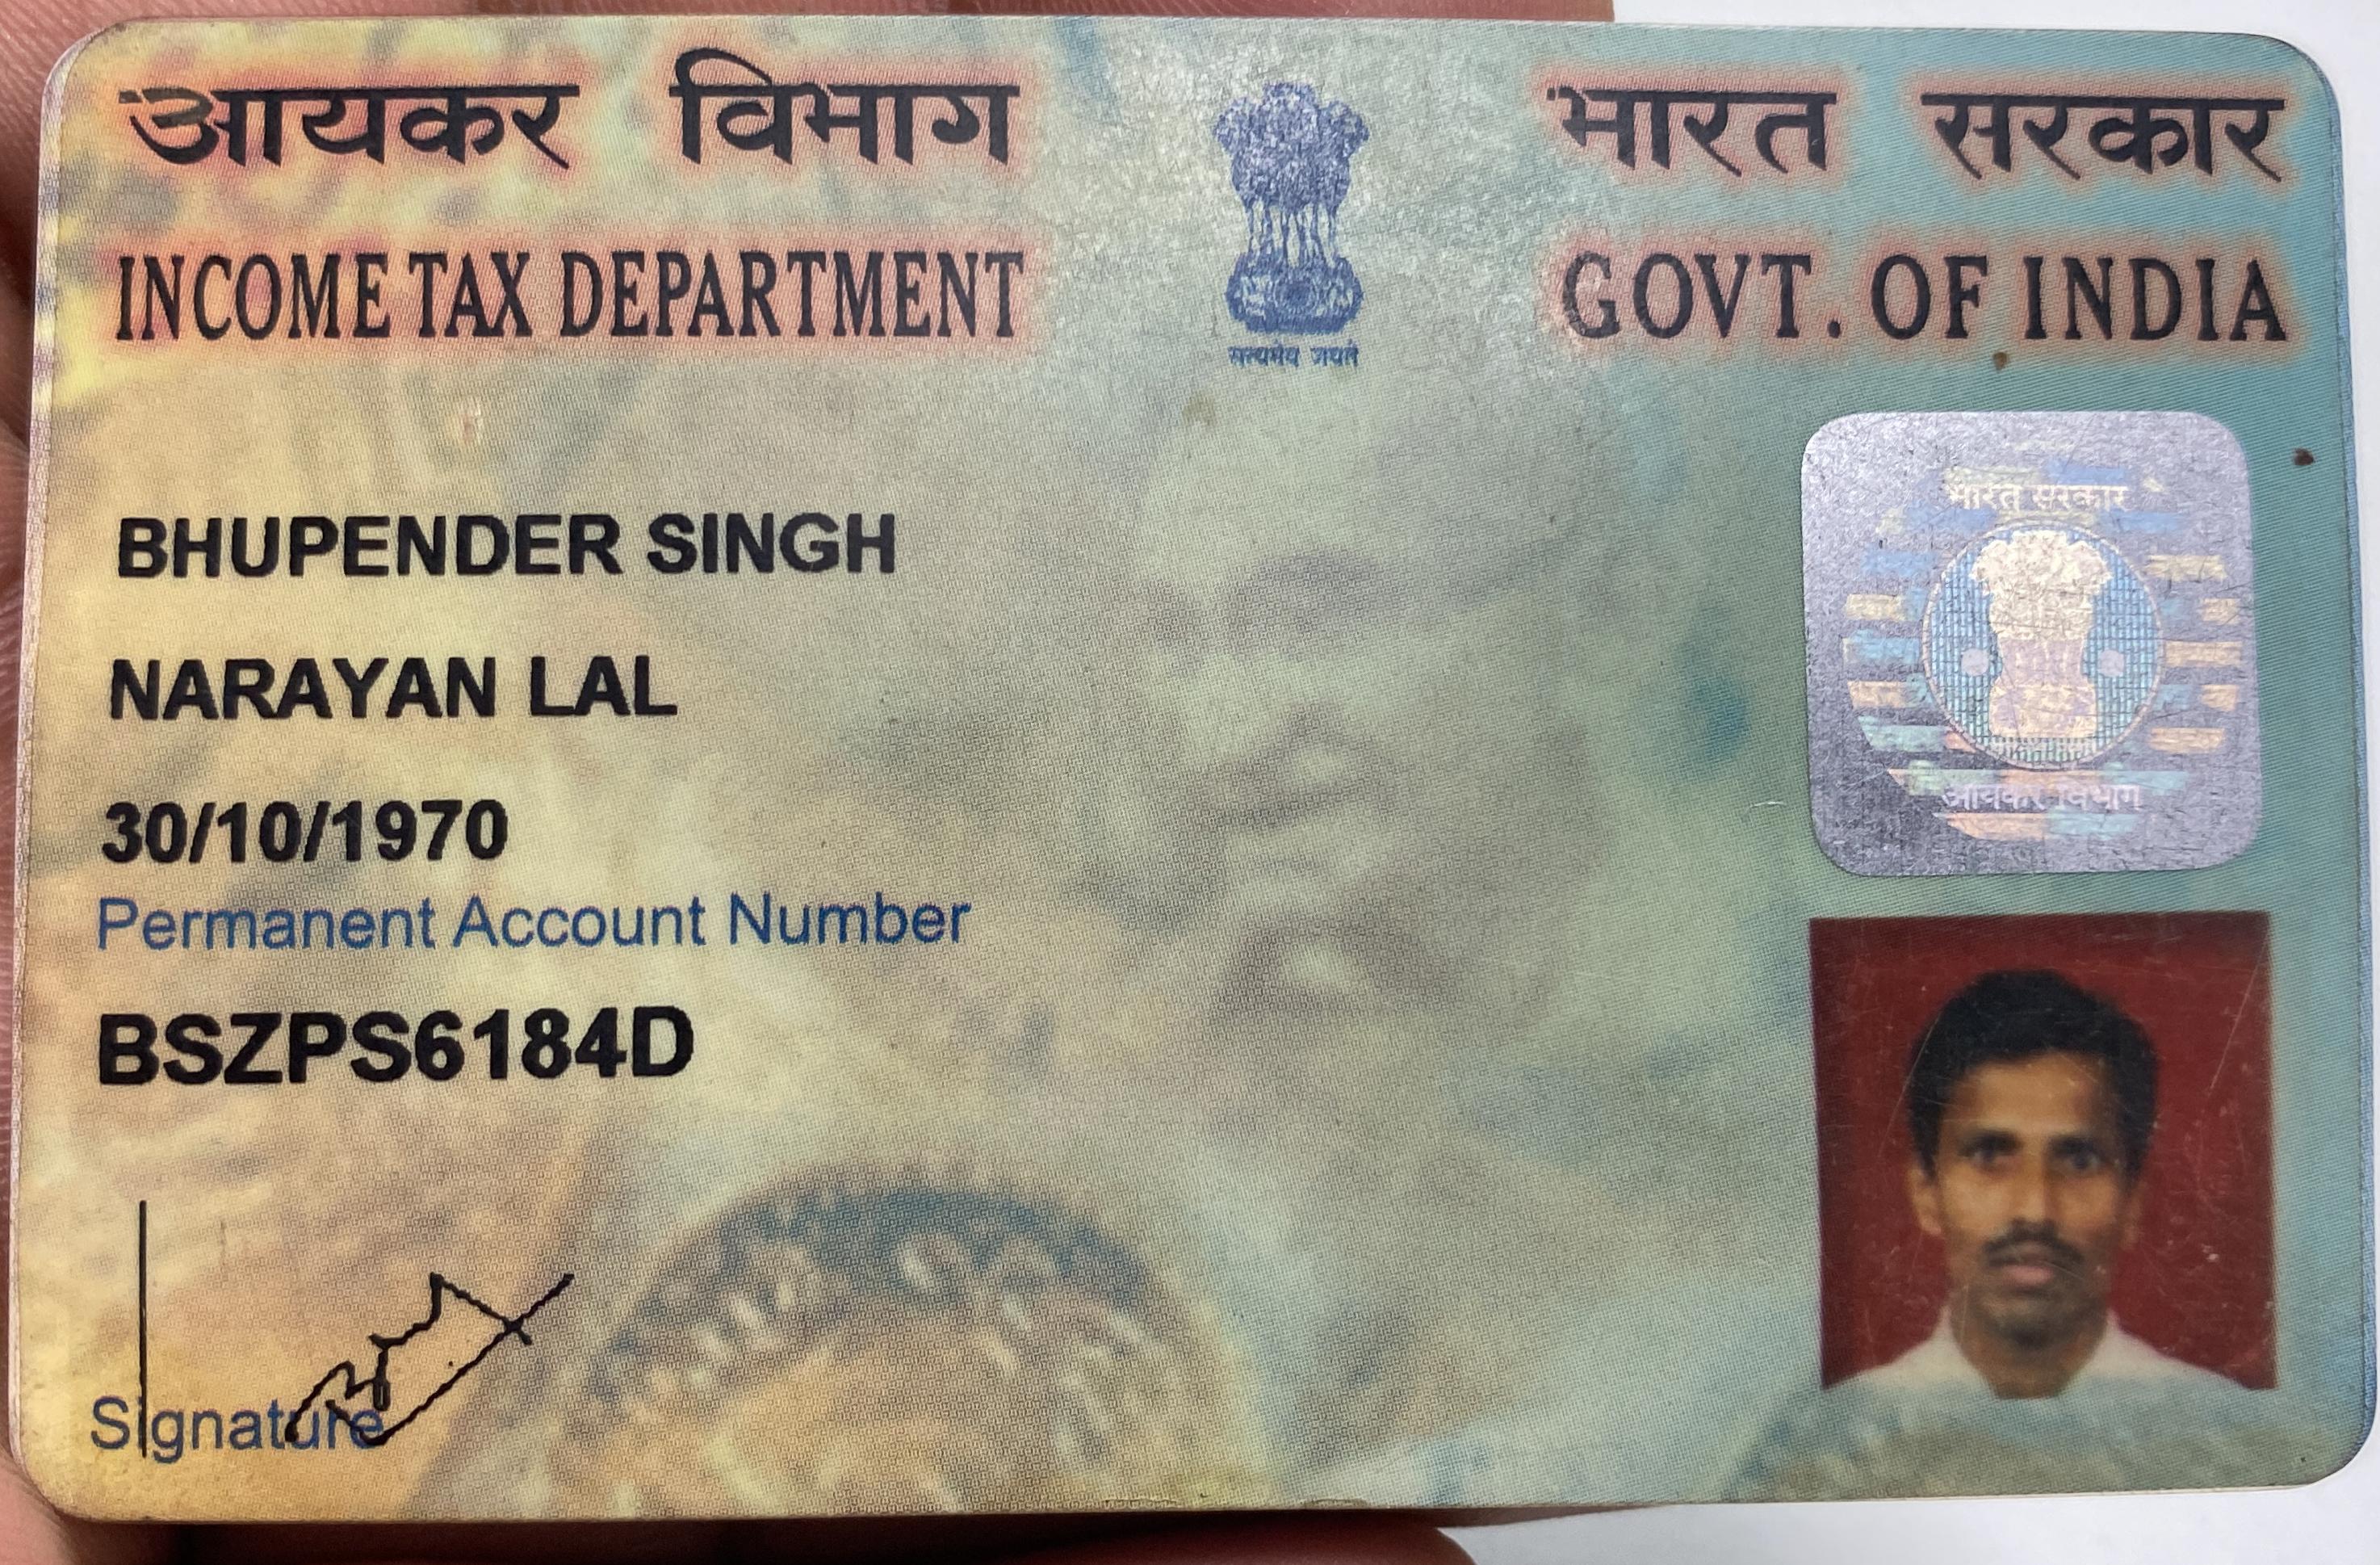 आयकर विभाग
INCOME TAX DEPARTMENT
सत्यमेव जयते
भारत सरकार
GOVT. OF INDIA
भारत सरकार
आयकर विभाग
BHUPENDER SINGH
NARAYAN LAL
30/10/1970
Permanent Account Number
BSZPS6184D
Signature